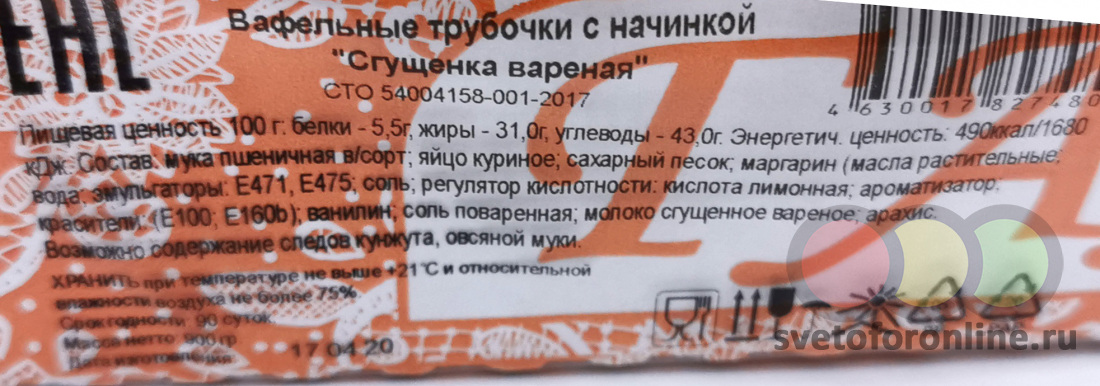 ЕАС
Вафельные трубочки с начинкой
"Сгущенка вареная"
СТО 54004158-001-2017
4 630017 827480
Пищевая ценность 100 г: белки - 5,5г, жиры - 31,0г, углеводы - 43,0г. Энергетич. ценность: 490ккал/1680
кДж. Состав: мука пшеничная в/сорт; яйцо куриное; сахарный песок; маргарин (масла растительные;
вода; эмульгаторы: Е471, Е475; соль; регулятор кислотности: кислота лимонная; ароматизатор;
красители: (Е100; Е160b); ванилин; соль поваренная; молоко сгущенное вареное; арахис.
Возможно содержание следов кунжута, овсяной муки.
ХРАНИТЬ при температуре не выше +21°С и относительной
влажности воздуха не более 75%.
Срок годности: 90 суток.
Масса нетто: 900гр.
Дата изготовления: 17 04 20
svetoforonline.ru